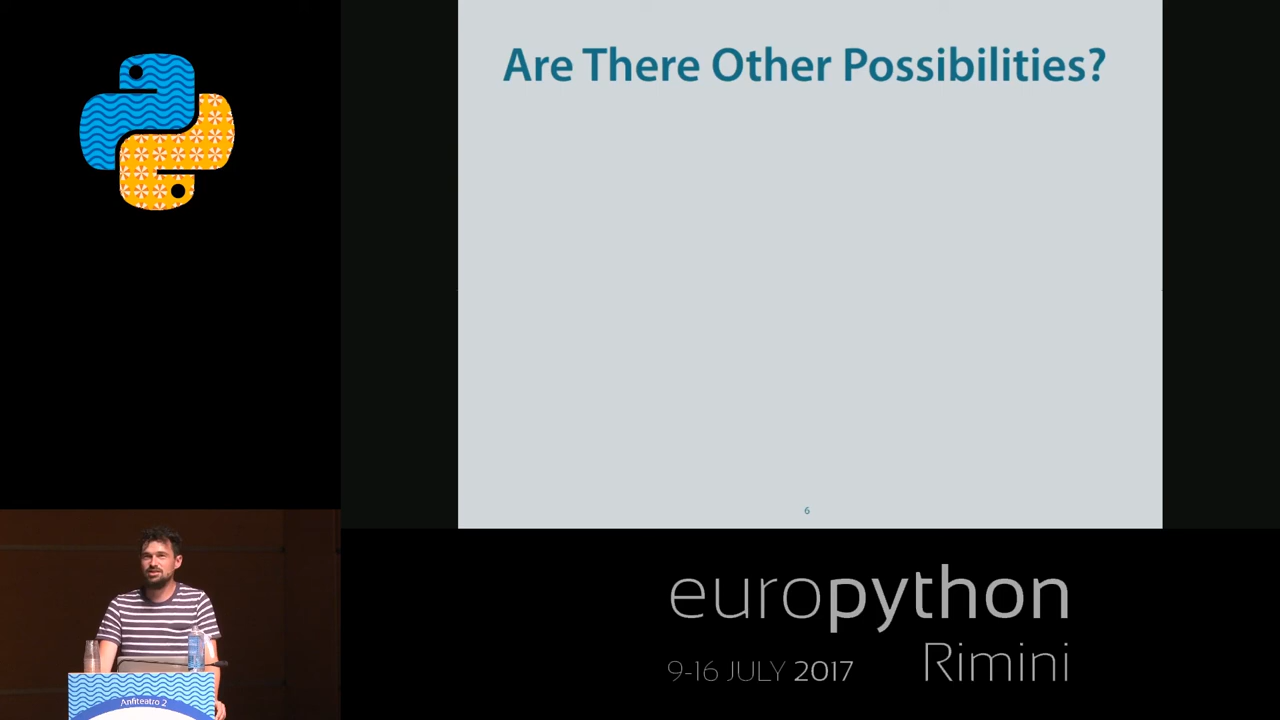 Are There Other Possibilities?
6
europython
9-16 JULY 2017
Rimini
Anfiteatro 2